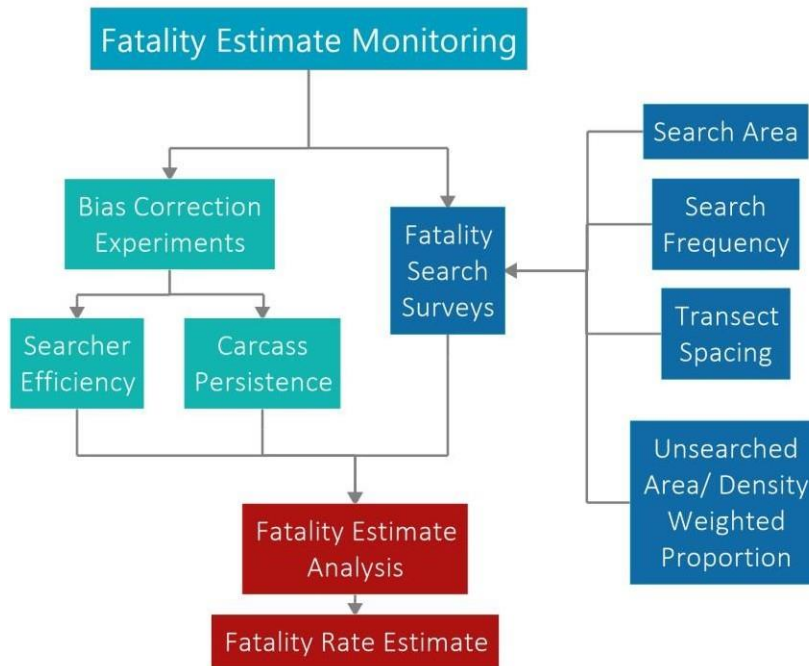 Fatality Estimate Monitoring
Bias Correction
Experiments
Searcher
Efficiency
Carcass
Persistence
Fatality
Search
Surveys
Search Area
Search
Frequency
Transect
Spacing
Unsearched
Area/ Density
Weighted
Proportion
Fatality Estimate
Analysis
Fatality Rate Estimate